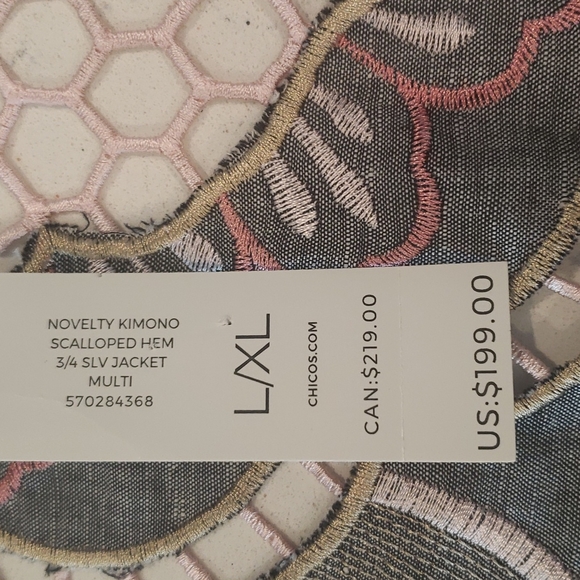 NOVELTY KIMONO
SCALLOPED HEM
3/4 SLV JACKET
MULTI
570284368
L/XL
CHICOS.COM
CAN:$219.00
US:$199.00